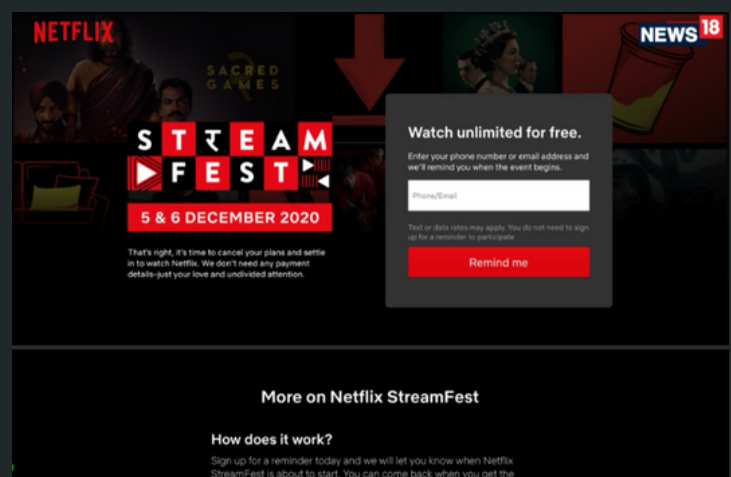 NETFLIX
NEWS 18
SACRED
GAMES
STREAM
FEST
5 & 6 DECEMBER 2020
That's right, it's time to cancel your plans and settle
in to watch Netflix. We don't need any payment
details-just your love and undivided attention.
Watch unlimited for free.
Enter your phone number or email address and
we'll remind you when the event begins.
Phone/Email
Text or data rates may apply. You do not need to sign
up for a reminder to participate
Remind me
More on Netflix StreamFest
How does it work?
Sign up for a reminder today and we will let you know when Netflix
StreamFest is about to start. You can come back when you get the